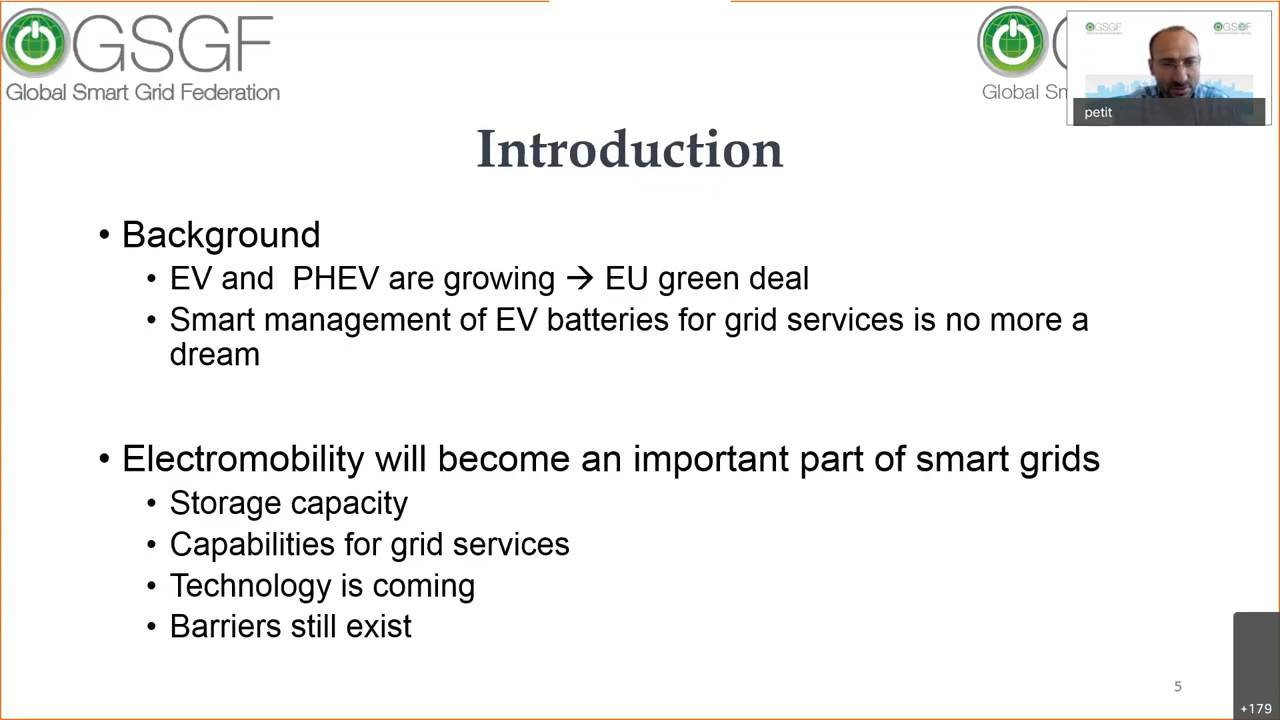 GSGF
Global Smart Grid Federation
G
Global Sm
GSGF
GSGF
petit
Introduction
• Background
• EV and  PHEV are growing → EU green deal
• Smart management of EV batteries for grid services is no more a
dream
• Electromobility will become an important part of smart grids
• Storage capacity
• Capabilities for grid services
• Technology is coming
• Barriers still exist
5
+179